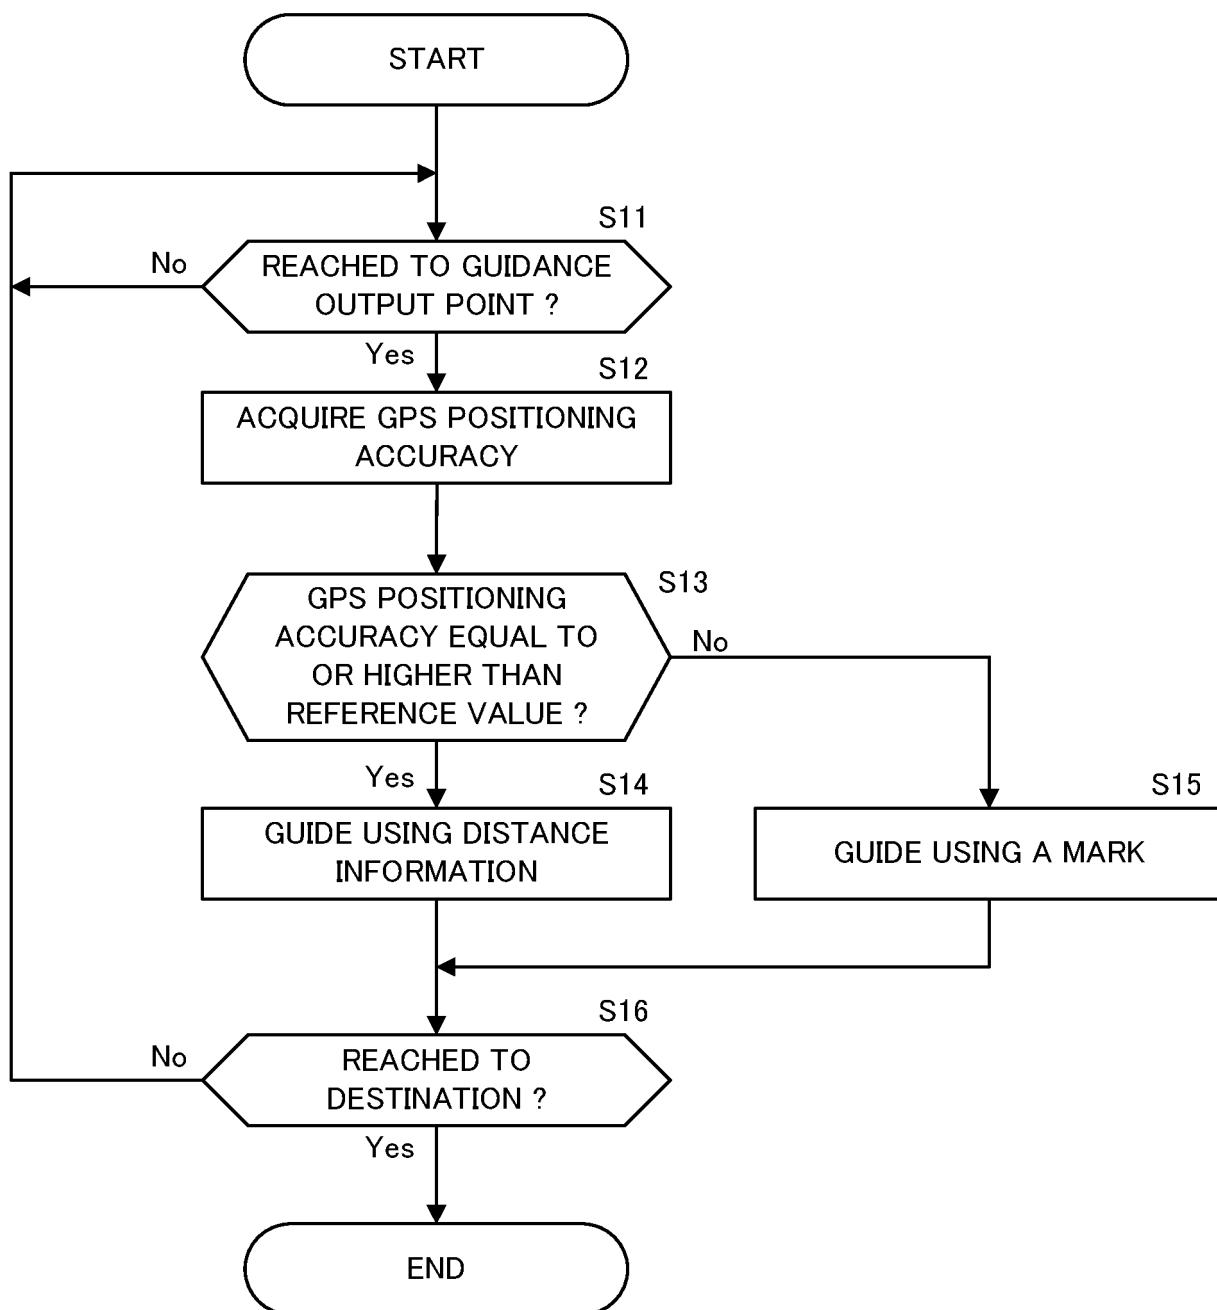 START
S11
No
REACHED TO GUIDANCE
OUTPUT POINT ?
Yes
S12
ACQUIRE GPS POSITIONING
ACCURACY
S13
GPS POSITIONING
ACCURACY EQUAL TO
OR HIGHER THAN
REFERENCE VALUE ?
No
Yes
S14
S15
GUIDE USING DISTANCE
INFORMATION
GUIDE USING A MARK
S16
No
REACHED TO
DESTINATION ?
Yes
END